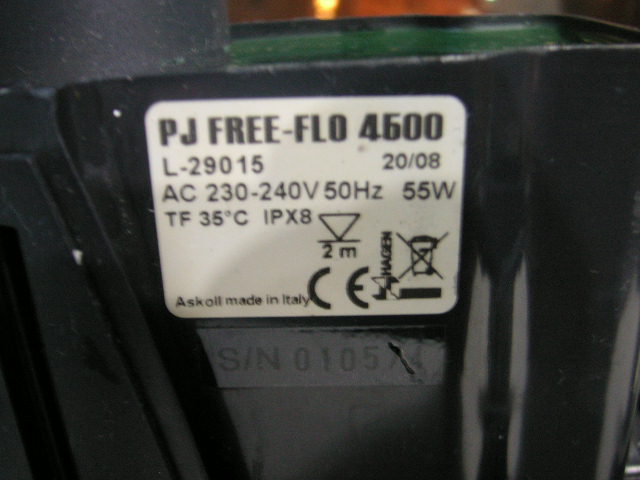 PJ FREE-FLO 4600
L-29015 20/08
AC 230-240V 50Hz 55W
TF 35°C IPX8
2 m
HAGEN
CE
Askoll made in Italy
S/N